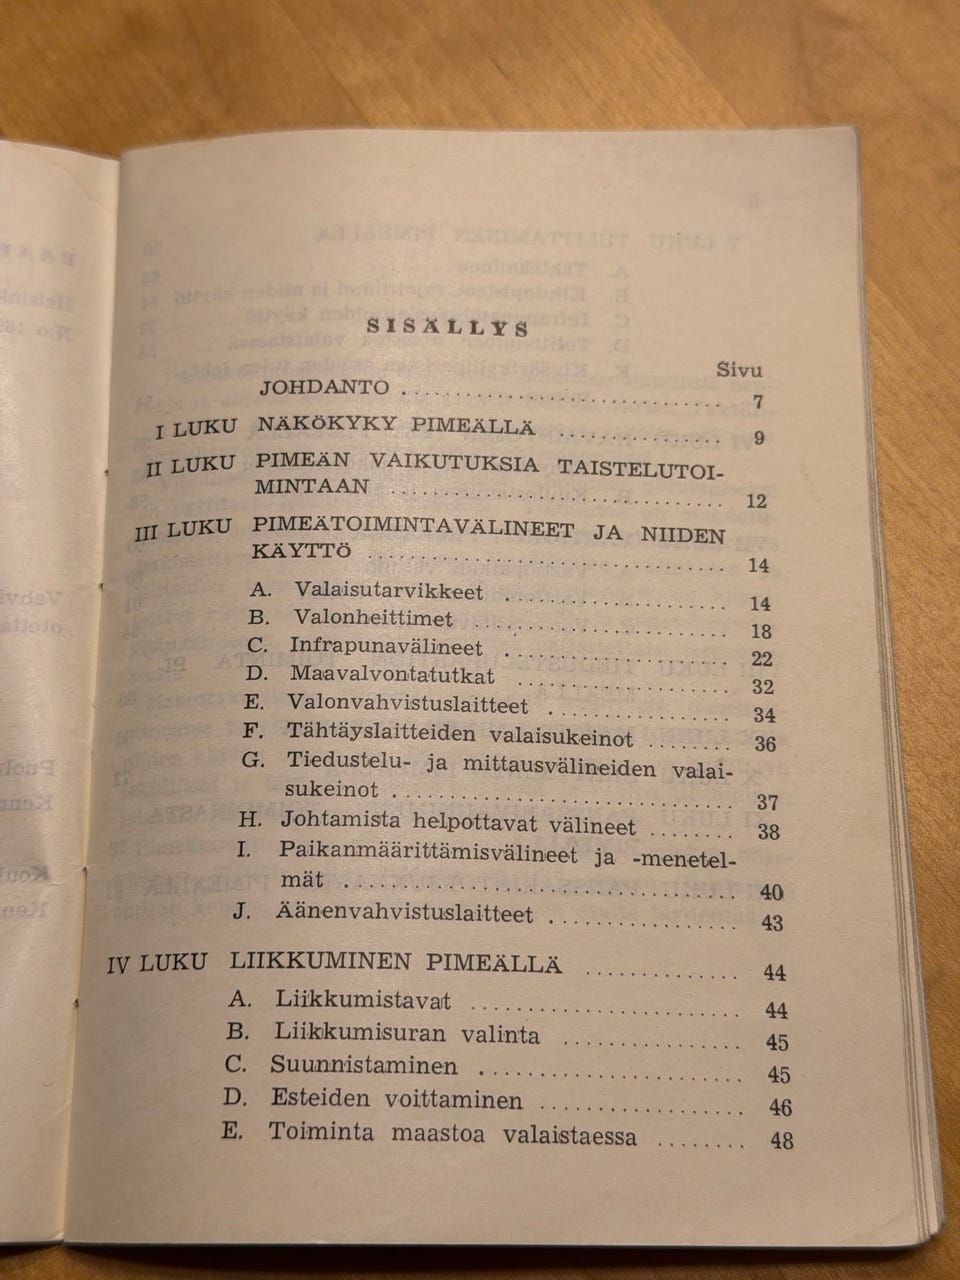 SISÄLLYS
Sivu
JOHDANTO . . . . . . . . . . . . . . . . . . . . . . . . . . . . . . 7
I LUKU NÄKÖKYKY PIMEÄLLÄ . . . . . . . . . . . . . . . 9
II LUKU PIMEÄN VAIKUTUKSIA TAISTELUTOI-
MINTAAN . . . . . . . . . . . . . . . . . . . . . . . . . . . . . . 12
III LUKU PIMEÄTOIMINTAVÄLINEET JA NIIDEN
KÄYTTÖ . . . . . . . . . . . . . . . . . . . . . . . . . . . . . . 14
A. Valaisutarvikkeet . . . . . . . . . . . . . . . . . . . . 14
B. Valonheittimet . . . . . . . . . . . . . . . . . . . . . . 18
C. Infrapunavälineet . . . . . . . . . . . . . . . . . . . . 22
D. Maavalvontatutkat . . . . . . . . . . . . . . . . . . . 32
E. Valonvahvistuslaitteet . . . . . . . . . . . . . . . . 34
F. Tähtäyslaitteiden valaisukeinot . . . . . . . . 36
G. Tiedustelu- ja mittausvälineiden valai-
sukeinot . . . . . . . . . . . . . . . . . . . . . . . . . . . . 37
H. Johtamista helpottavat välineet . . . . . . . . 38
I. Paikanmäärittämisvälineet ja -menetel-
mät . . . . . . . . . . . . . . . . . . . . . . . . . . . . . . . . 40
J. Äänenvahvistuslaitteet . . . . . . . . . . . . . . . . 43
IV LUKU LIIKKUMINEN PIMEÄLLÄ . . . . . . . . . . . . . 44
A. Liikkumistavat . . . . . . . . . . . . . . . . . . . . . . 44
B. Liikkumisuran valinta . . . . . . . . . . . . . . . 45
C. Suunnistaminen . . . . . . . . . . . . . . . . . . . . . 45
D. Esteiden voittaminen . . . . . . . . . . . . . . . . . 46
E. Toiminta maastoa valaistaessa . . . . . . . . 48